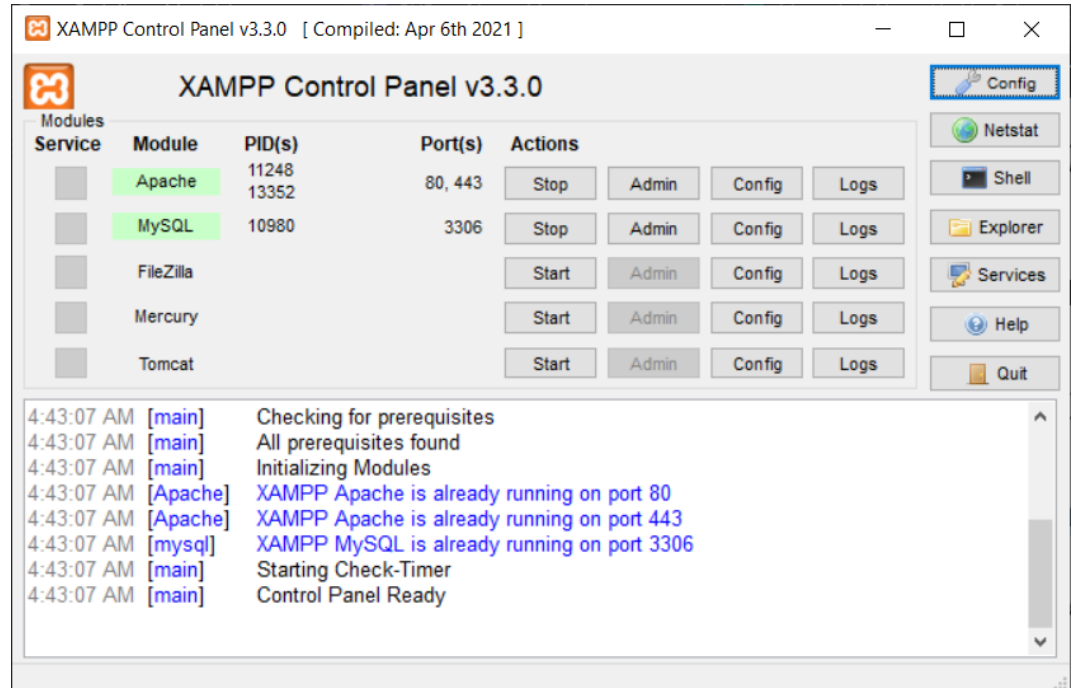 XAMPP Control Panel v3.3.0 [ Compiled: Apr 6th 2021 ]
XAMPP Control Panel v3.3.0
Config
Netstat
Shell
Explorer
Services
Help
Quit
Modules
Service Module PID(s) Port(s) Actions
Apache 11248 13352 80, 443 Stop Admin Config Logs
MySQL 10980 3306 Stop Admin Config Logs
FileZilla Start Admin Config Logs
Mercury Start Admin Config Logs
Tomcat Start Admin Config Logs
4:43:07 AM [main] Checking for prerequisites
4:43:07 AM [main] All prerequisites found
4:43:07 AM [main] Initializing Modules
4:43:07 AM [Apache] XAMPP Apache is already running on port 80
4:43:07 AM [Apache] XAMPP Apache is already running on port 443
4:43:07 AM [mysql] XAMPP MySQL is already running on port 3306
4:43:07 AM [main] Starting Check-Timer
4:43:07 AM [main] Control Panel Ready